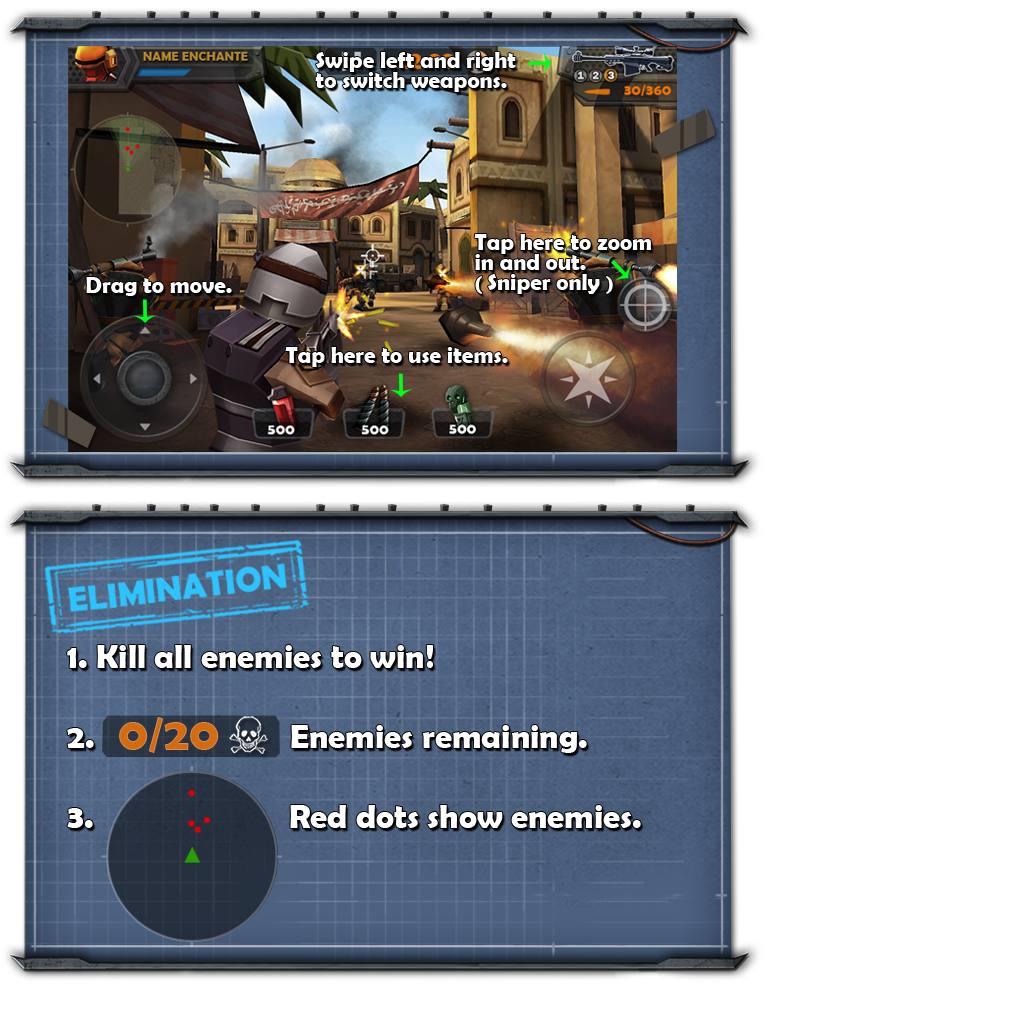 NAME ENCHANTE
Swipe left and right
to switch weapons.
1 2 3
30/360
Tap here to zoom
in and out.
( Sniper only )
Drag to move.
Tap here to use items.
500 500 500
ELIMINATION
1. Kill all enemies to win!
2. 0/20 Enemies remaining.
3. Red dots show enemies.